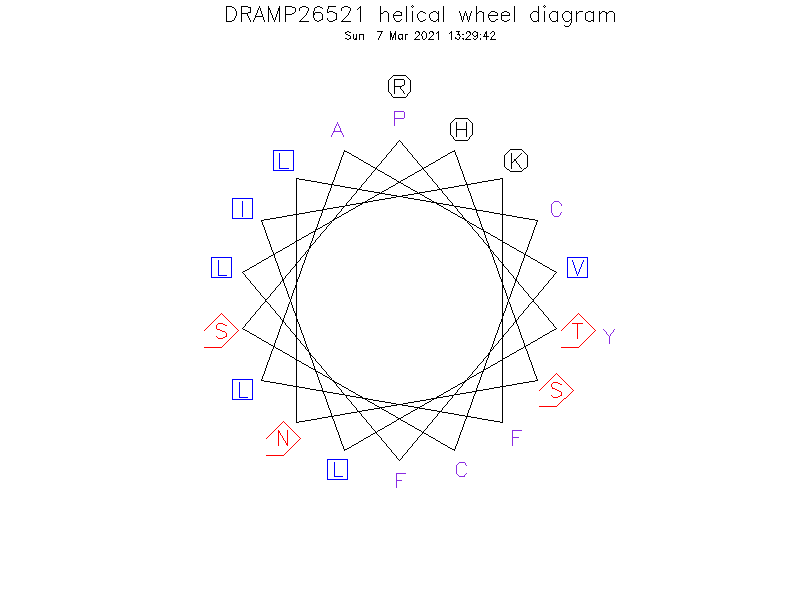 DRAMP26521 helical wheel diagram
Sun 7 Mar 2021 13:29:42
R
A P H
L K
I C
L V
S T Y
L S
N F
L F C